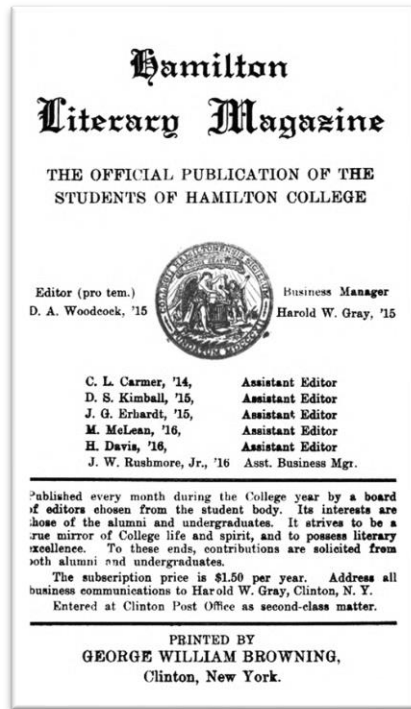 Hamilton
Literary Magazine
THE OFFICIAL PUBLICATION OF THE
STUDENTS OF HAMILTON COLLEGE
Editor (pro tem.)
D. A. Woodcock, '15
Business Manager
Harold W. Gray, '15
C. L. Carmer, '14, Assistant Editor
D. S. Kimball, '15, Assistant Editor
J. G. Erhardt, '15, Assistant Editor
M. McLean, '16, Assistant Editor
H. Davis, '16, Assistant Editor
J. W. Rushmore, Jr., '16 Asst. Business Mgr.
Published every month during the College year by a board
of editors chosen from the student body. Its interests are
those of the alumni and undergraduates. It strives to be a
true mirror of College life and spirit, and to possess literary
excellence. To these ends, contributions are solicited from
both alumni and undergraduates.
The subscription price is $1.50 per year. Address all
business communications to Harold W. Gray, Clinton, N. Y.
Entered at Clinton Post Office as second-class matter.
PRINTED BY
GEORGE WILLIAM BROWNING,
Clinton, New York.